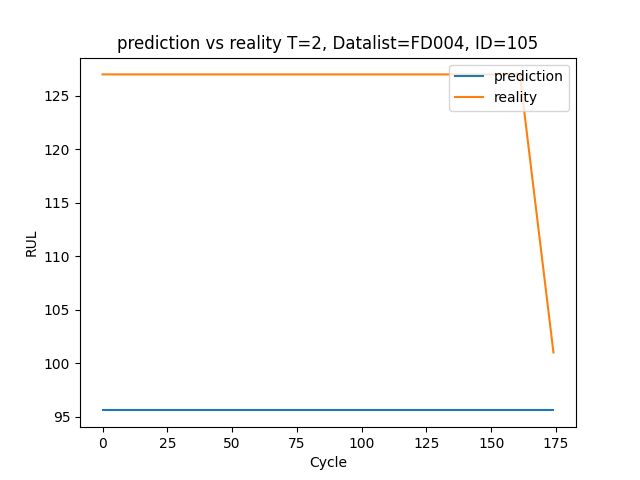 prediction vs reality T=2, Datalist=FD004, ID=105
prediction
reality
125
120
115
110
105
100
95
RUL
0 25 50 75 100 125 150 175
Cycle